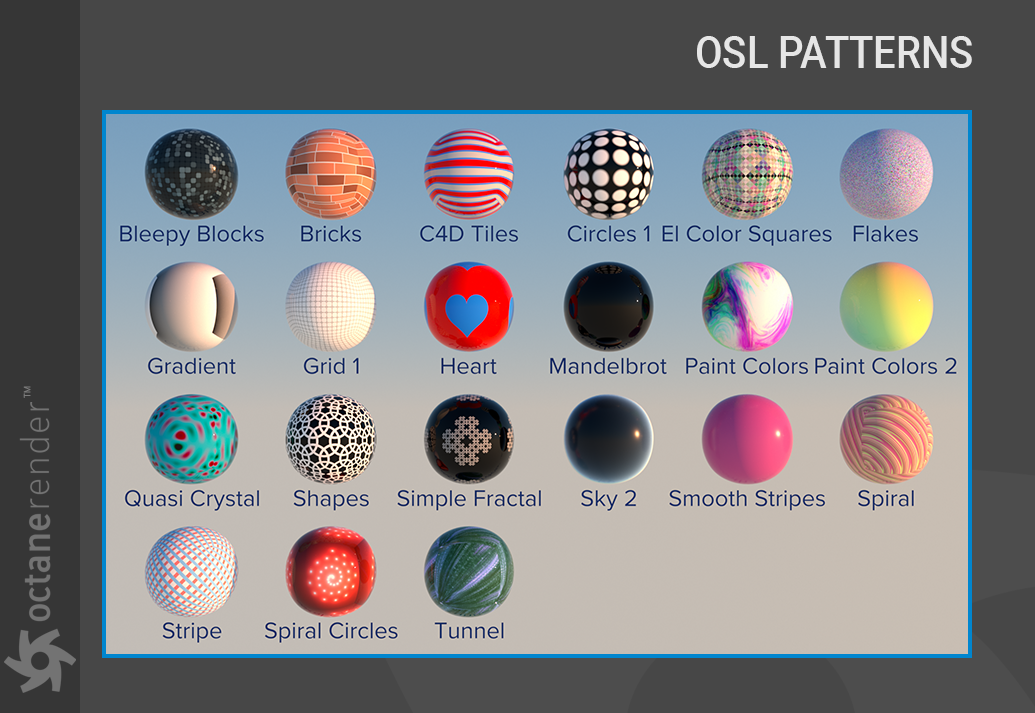 OSL PATTERNS
Bleepy Blocks
Bricks
C4D Tiles
Circles 1
El Color Squares
Flakes
Gradient
Grid 1
Heart
Mandelbrot
Paint Colors
Paint Colors 2
Quasi Crystal
Shapes
Simple Fractal
Sky 2
Smooth Stripes
Spiral
Stripe
Spiral Circles
Tunnel
octanerender™